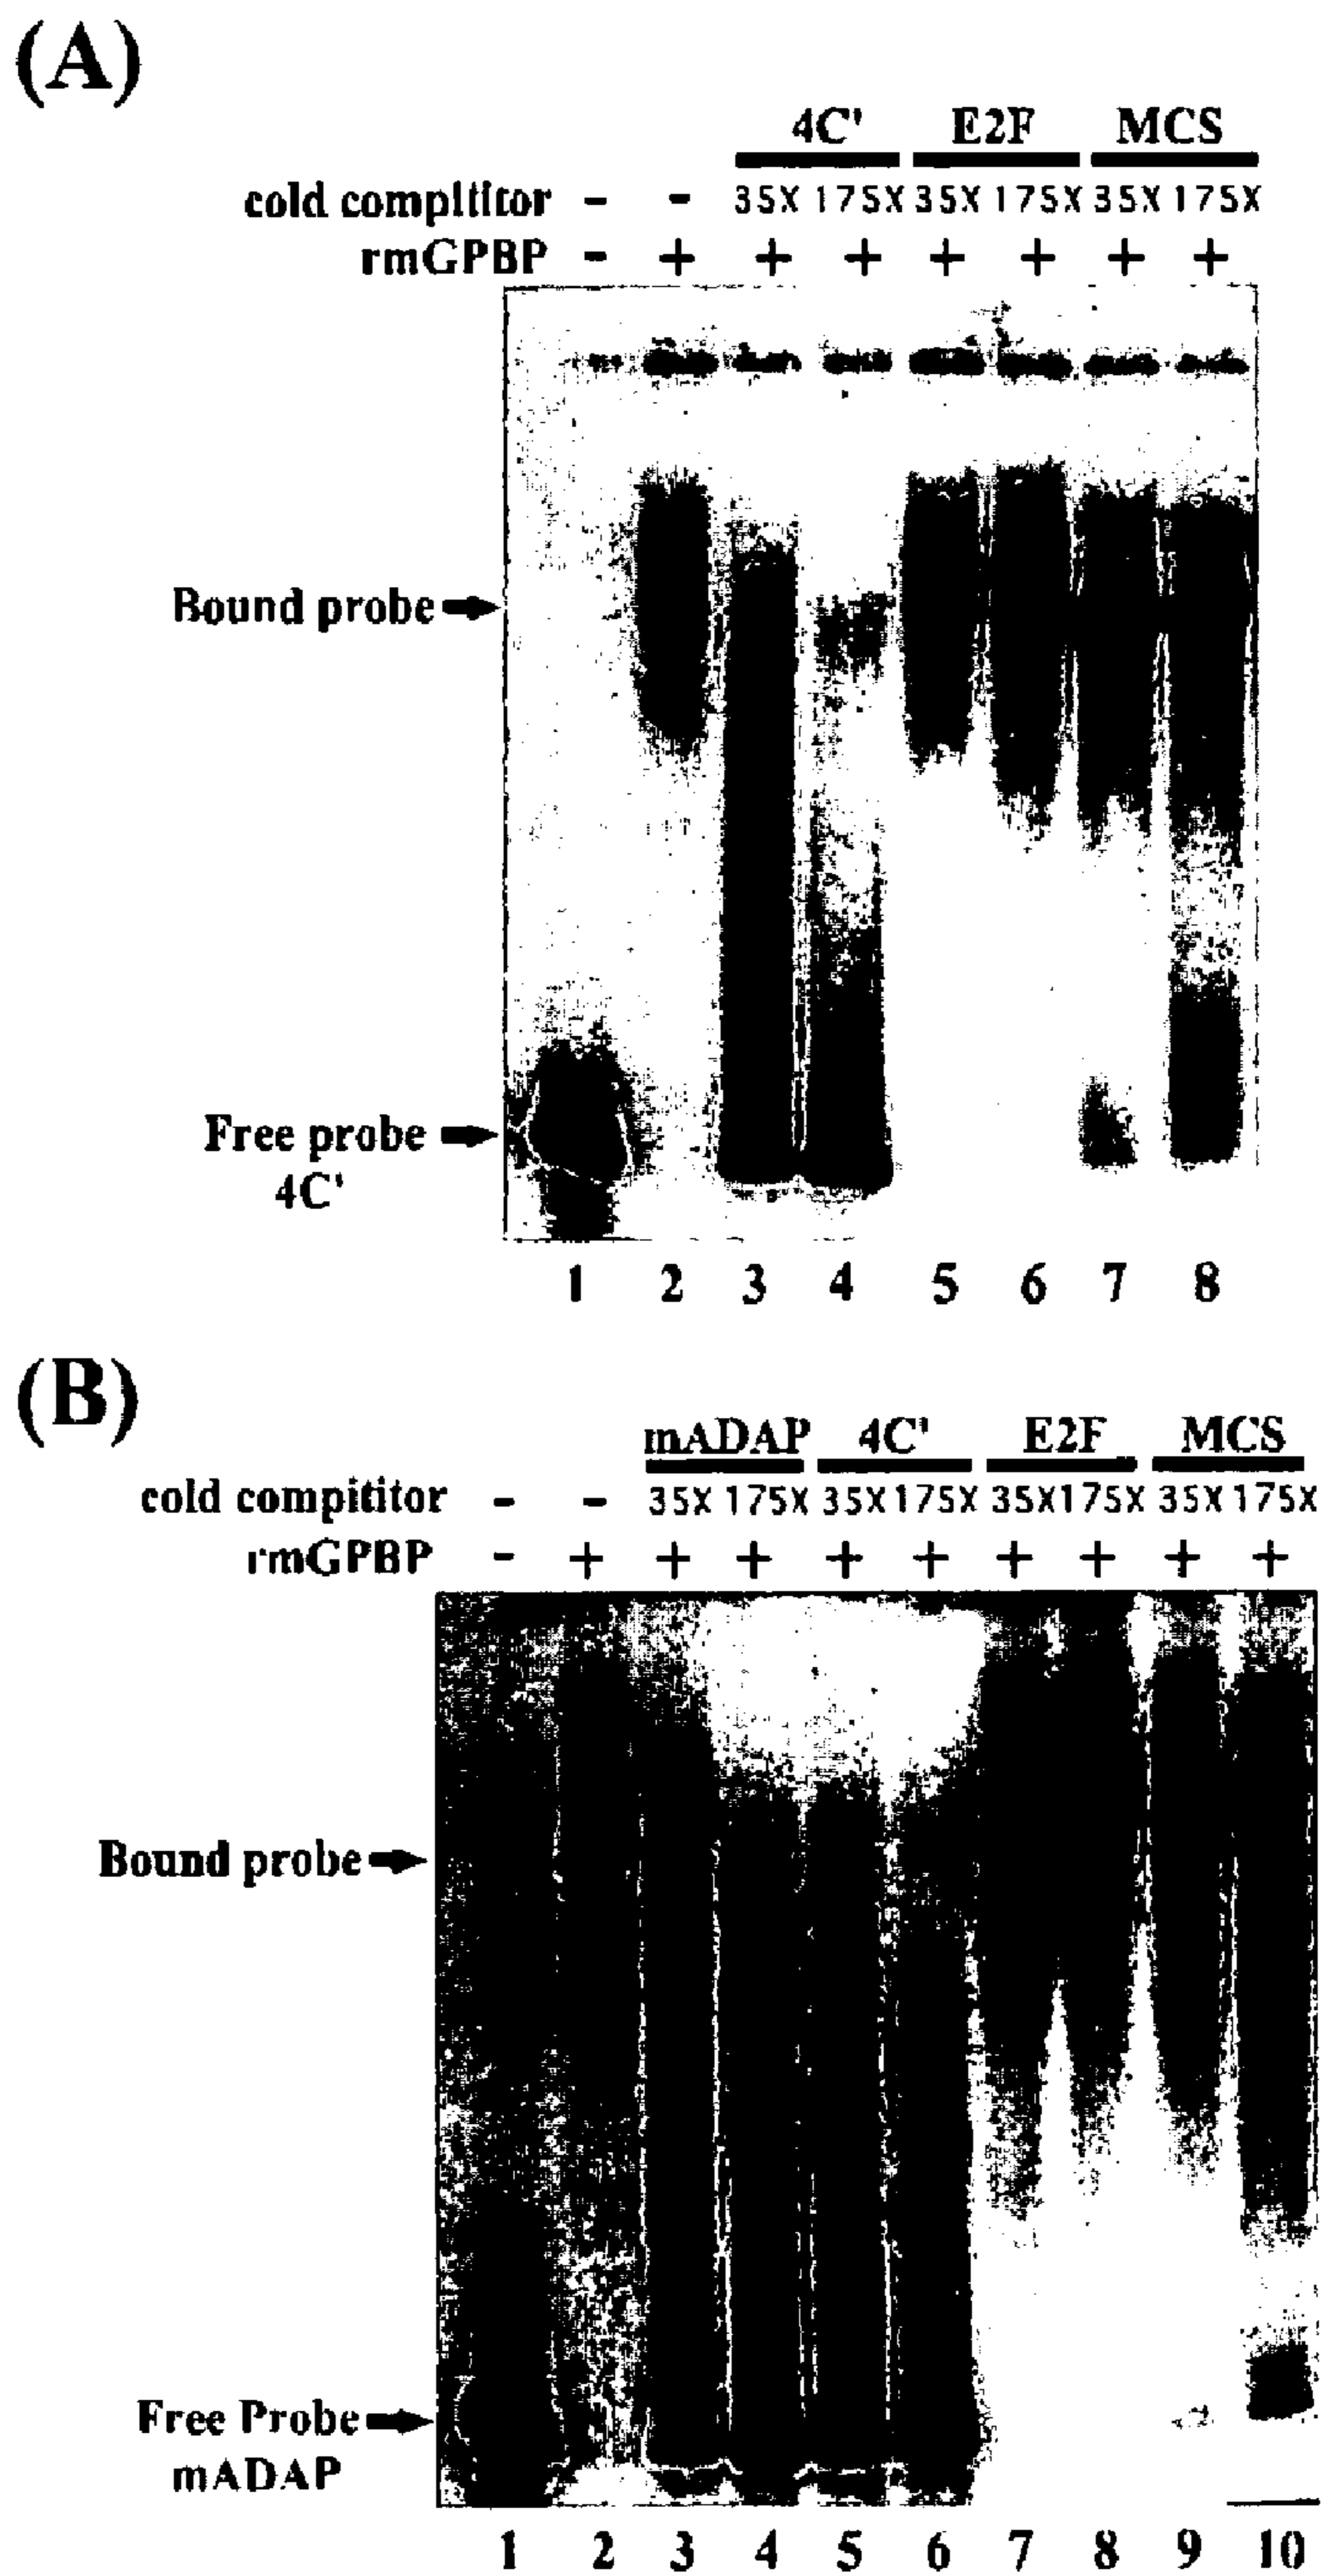 (A)
4C' E2F MCS
cold compititor - - 35X 175X 35X 175X 35X 175X
rmGPBP - + + + + + + +
Bound probe
Free probe
4C'
1 2 3 4 5 6 7 8
(B)
mADAP 4C' E2F MCS
cold compititor - - 35X 175X 35X 175X 35X 175X 35X 175X
rmGPBP - + + + + + + + + +
Bound probe
Free Probe
mADAP
1 2 3 4 5 6 7 8 9 10